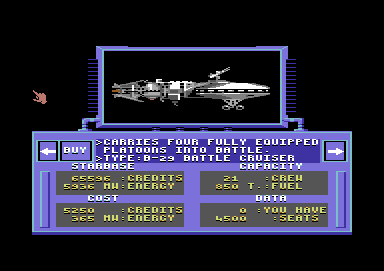 >CARRIES FOUR FULLY EQUIPPED
PLATOONS INTO BATTLE.
>TYPE:B-29 BATTLE CRUISER
BUY
STARBASE CAPACITY
65596 :CREDITS 21 :CREW
5936 MW:ENERGY 850 T.:FUEL
COST DATA
5250 :CREDITS 0 :YOU HAVE
365 MW:ENERGY 4500 :SEATS